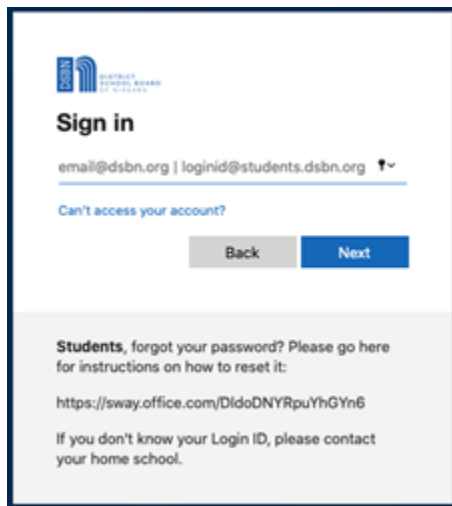 DSBN
DISTRICT
SCHOOL BOARD
OF NIAGARA
Sign in
email@dsbn.org | loginid@students.dsbn.org
Can't access your account?
Back Next
Students, forgot your password? Please go here
for instructions on how to reset it:
https://sway.office.com/DldoDNYRpuYhGYn6
If you don't know your Login ID, please contact
your home school.